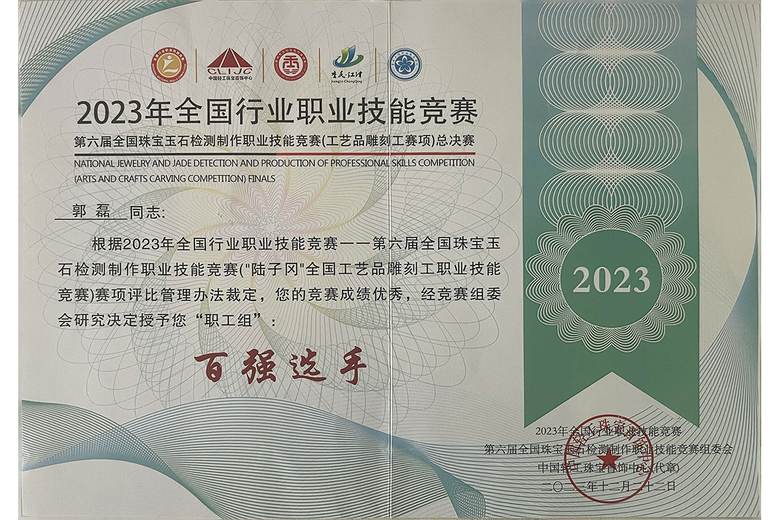 CLIJC
中国轻工珠宝首饰中心
重庆·江津
Jiangjin·ChongQing
2023年全国行业职业技能竞赛
第六届全国珠宝玉石检测制作职业技能竞赛(工艺品雕刻工赛项)总决赛
NATIONAL JEWELRY AND JADE DETECTION AND PRODUCTION OF PROFESSIONAL SKILLS COMPETITION
(ARTS AND CRAFTS CARVING COMPETITION) FINALS
郭 磊 同志:
根据2023年全国行业职业技能竞赛——第六届全国珠宝玉
石检测制作职业技能竞赛("陆子冈"全国工艺品雕刻工职业技能
竞赛)赛项评比管理办法裁定，您的竞赛成绩优秀，经竞赛组委
会研究决定授予您“职工组”：
百强选手
2023
2023年全国行业职业技能竞赛
第六届全国珠宝玉石检测制作职业技能竞赛组委会
中国轻工珠宝首饰中心(代章)
二〇二三年十二月二十二日